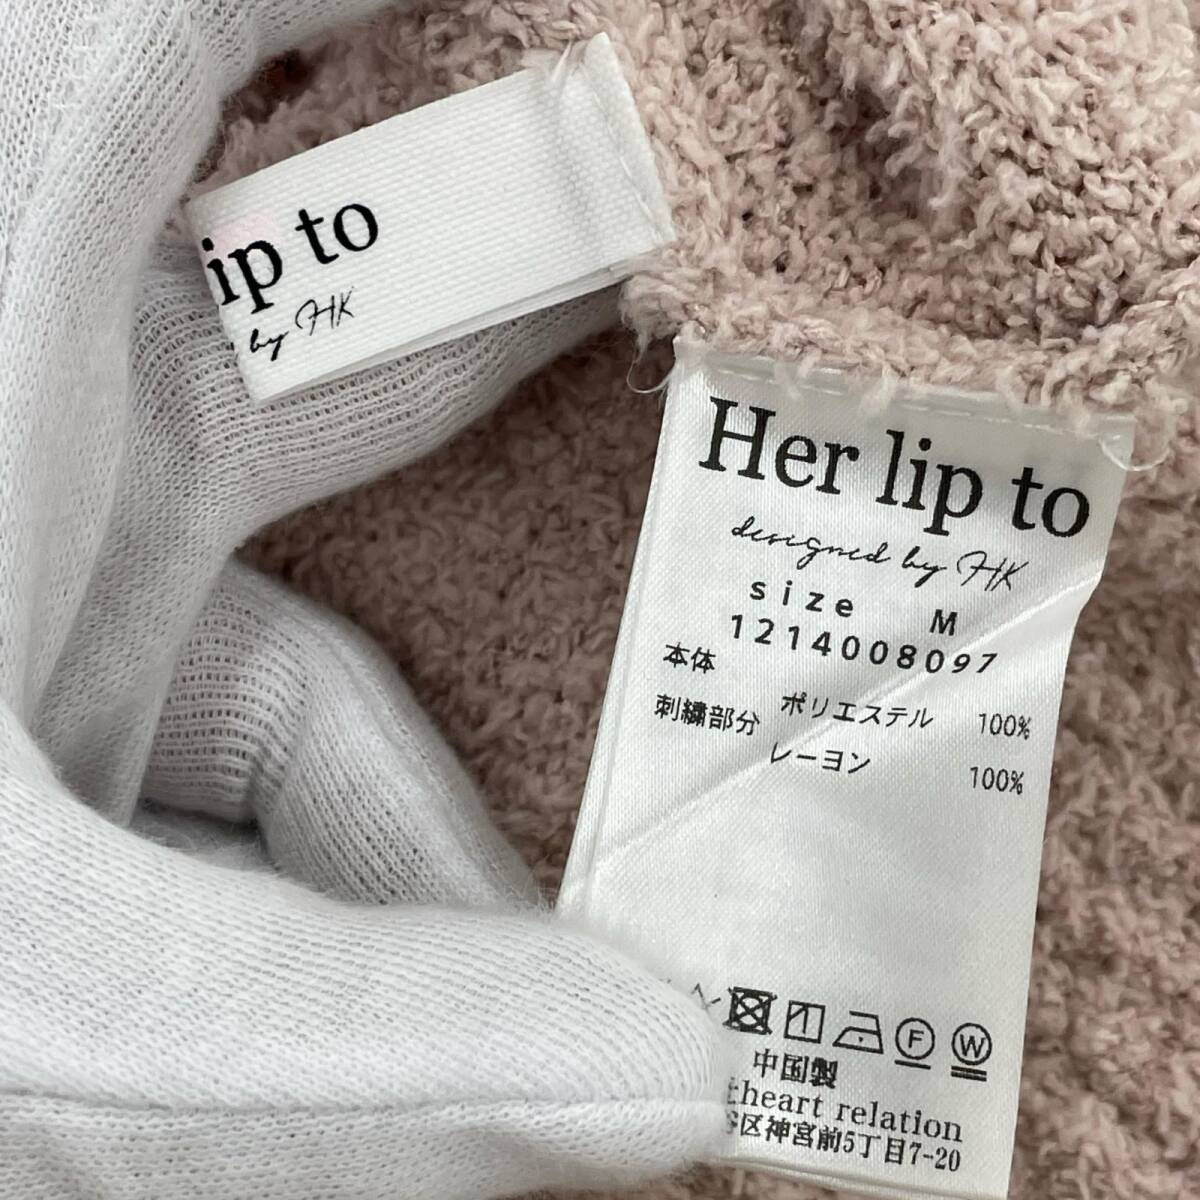 ip to
by HK
Her lip to
designed by HK
size M
1214008097
本体
ポリエステル 100%
刺繍部分
レーヨン 100%
F W
中国製
heart relation
区神宮前5丁目7-20